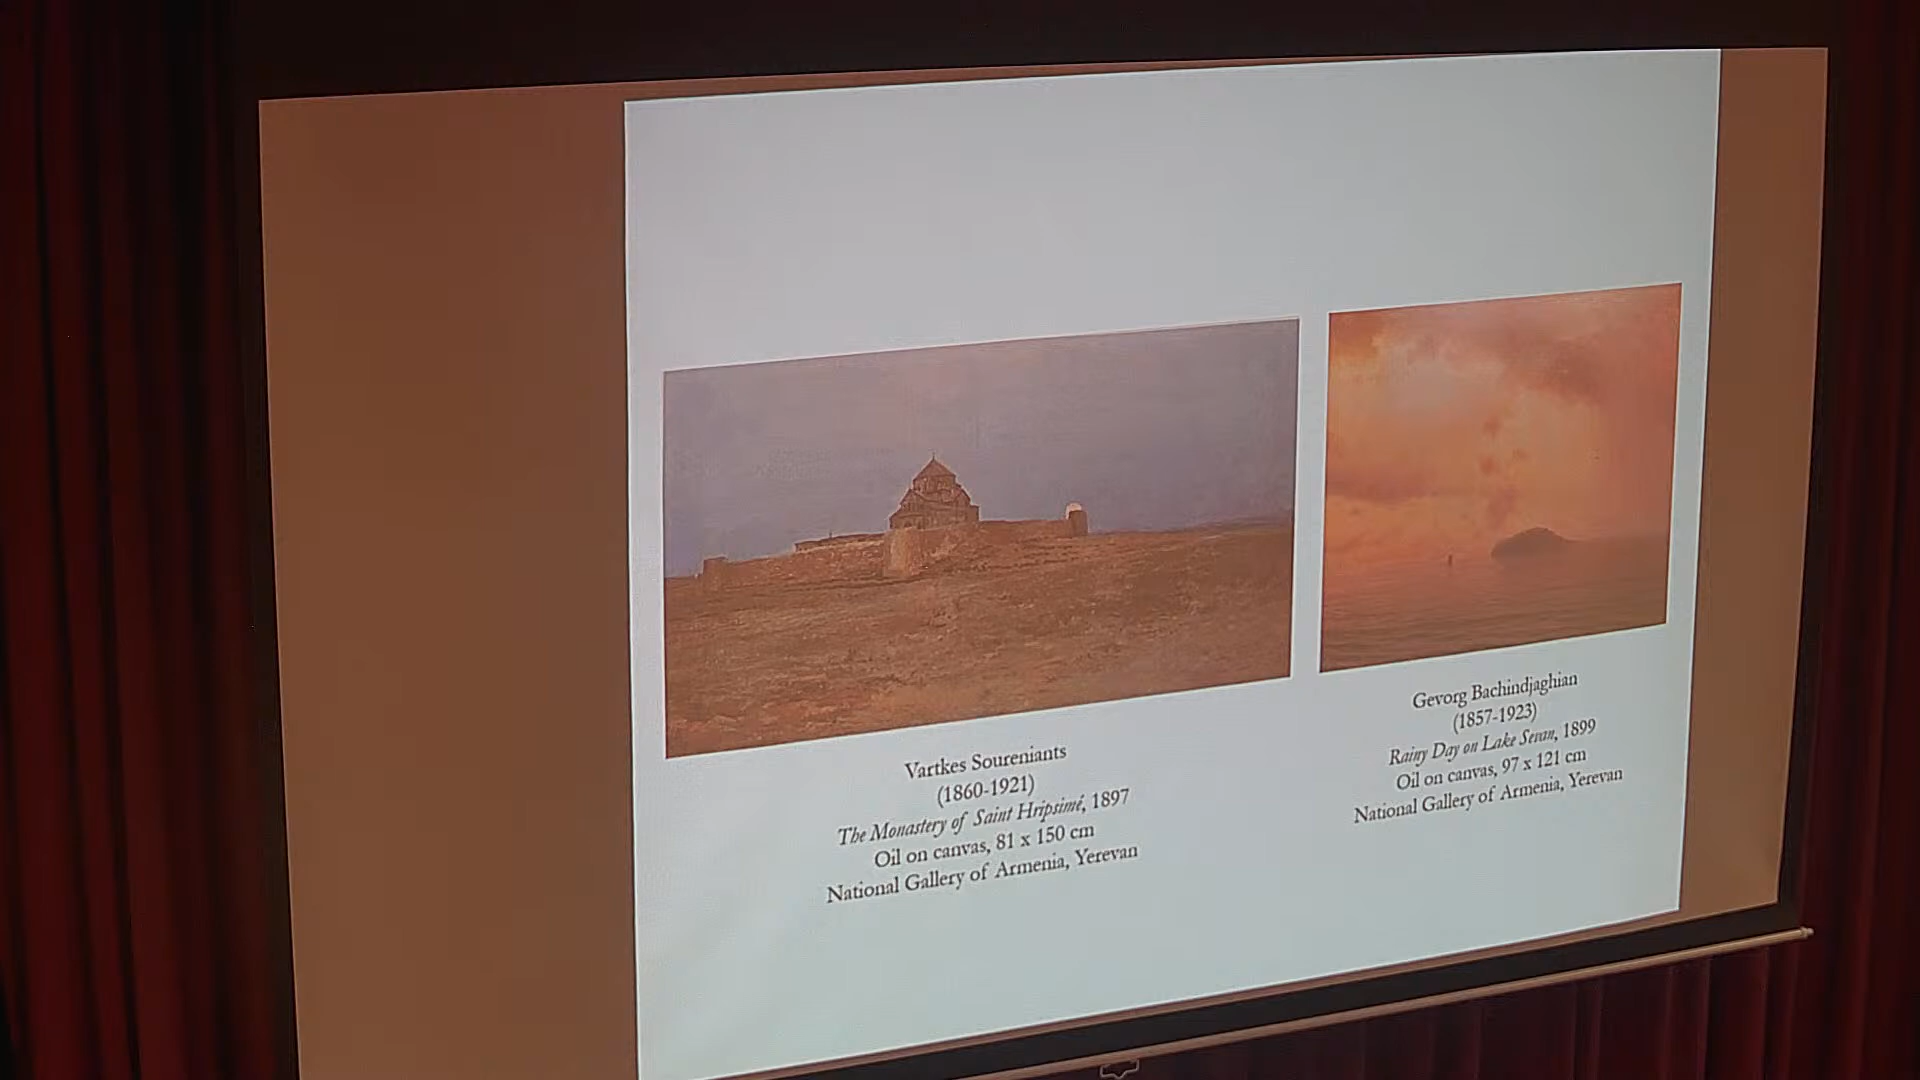 Vartkes Soureniants
(1860-1921)
The Monastery of Saint Hripsimé, 1897
Oil on canvas, 81 x 150 cm
National Gallery of Armenia, Yerevan
Gevorg Bachindjaghian
(1857-1923)
Rainy Day on Lake Sevan, 1899
Oil on canvas, 97 x 121 cm
National Gallery of Armenia, Yerevan